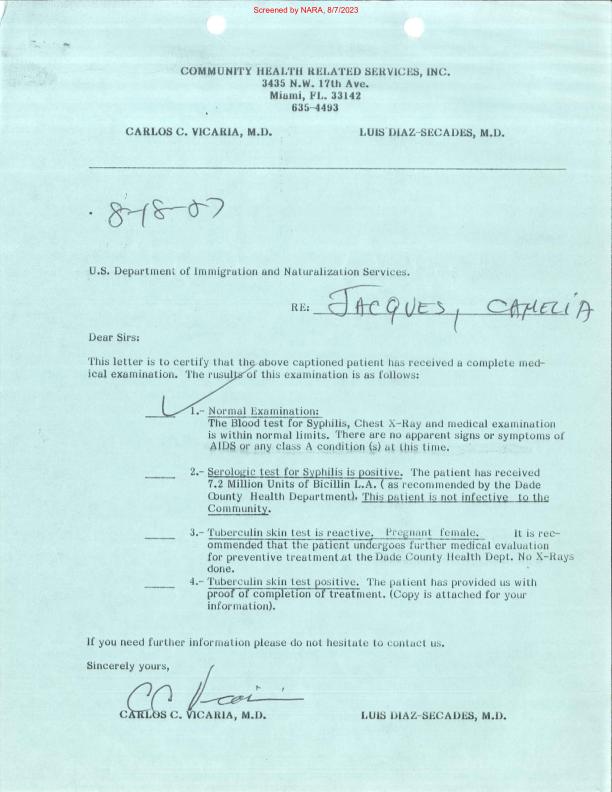 Screened by NARA, 8/7/2023
COMMUNITY HEALTH RELATED SERVICES, INC.
3435 N.W. 17th Ave.
Miami, FL. 33142
635-4493
CARLOS C. VICARIA, M.D. LUIS DIAZ-SECADES, M.D.
8-18-87
U.S. Department of Immigration and Naturalization Services.
RE: JACQUES, CAMELIA
Dear Sirs:
This letter is to certify that the above captioned patient has received a complete med-
ical examination. The rusults of this examination is as follows:
1.- Normal Examination:
The Blood test for Syphilis, Chest X-Ray and medical examination
is within normal limits. There are no apparent signs or symptoms of
AIDS or any class A condition (s) at this time.
2.- Serologic test for Syphilis is positive. The patient has received
7.2 Million Units of Bicillin L.A. ( as recommended by the Dade
County Health Department). This patient is not infective to the
Community.
3.- Tuberculin skin test is reactive. Pregnant female. It is rec-
ommended that the patient undergoes further medical evaluation
for preventive treatment at the Dade County Health Dept. No X-Rays
done.
4.- Tuberculin skin test positive. The patient has provided us with
proof of completion of treatment. (Copy is attached for your
information).
If you need further information please do not hesitate to contact us.
Sincerely yours,
CARLOS C. VICARIA, M.D. LUIS DIAZ-SECADES, M.D.